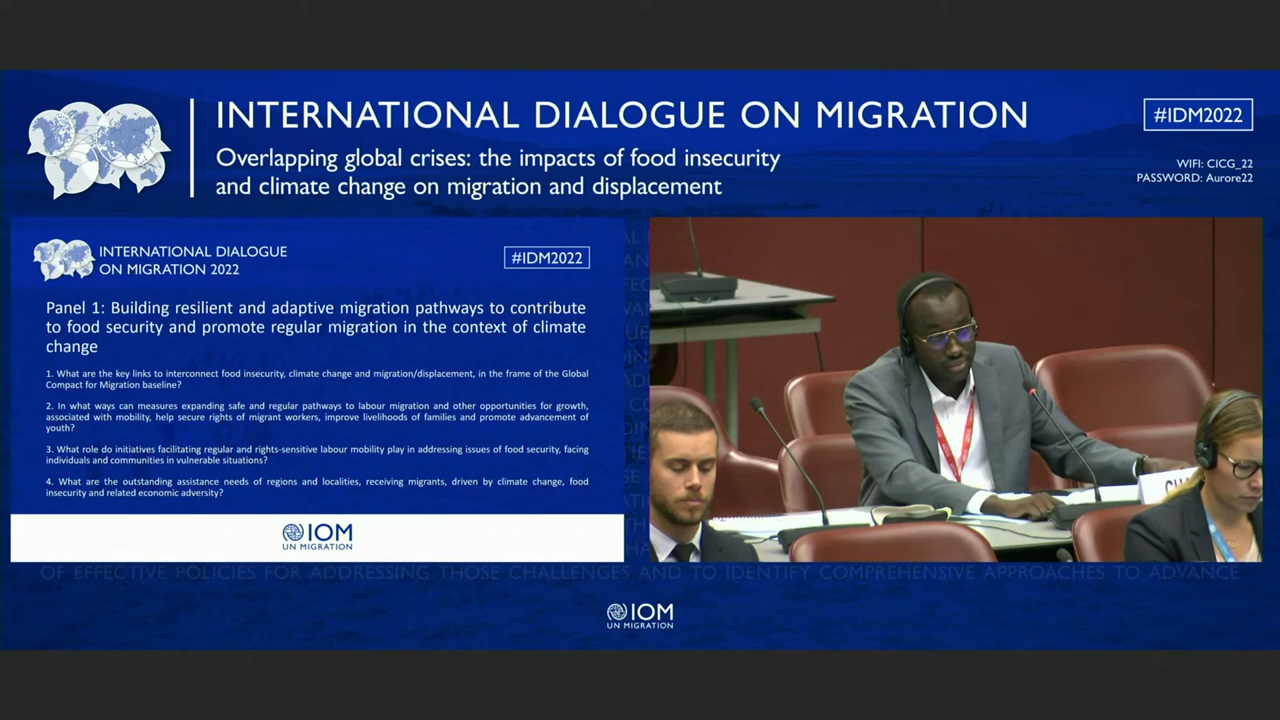 INTERNATIONAL DIALOGUE ON MIGRATION
Overlapping global crises: the impacts of food insecurity
and climate change on migration and displacement
#IDM2022
WIFI: CICG_22
PASSWORD: Aurore22
INTERNATIONAL DIALOGUE
ON MIGRATION 2022
#IDM2022
Panel 1: Building resilient and adaptive migration pathways to contribute
to food security and promote regular migration in the context of climate
change
1. What are the key links to interconnect food insecurity, climate change and migration/displacement, in the frame of the Global
Compact for Migration baseline?
2. In what ways can measures expanding safe and regular pathways to labour migration and other opportunities for growth,
associated with mobility, help secure rights of migrant workers, improve livelihoods of families and promote advancement of
youth?
3. What role do initiatives facilitating regular and rights-sensitive labour mobility play in addressing issues of food security, facing
individuals and communities in vulnerable situations?
4. What are the outstanding assistance needs of regions and localities, receiving migrants, driven by climate change, food
insecurity and related economic adversity?
IOM
UN MIGRATION
OF EFFECTIVE POLICIES FOR ADDRESSING THOSE CHALLENGES AND TO IDENTIFY COMPREHENSIVE APPROACHES TO ADVANCE
IOM
UN MIGRATION